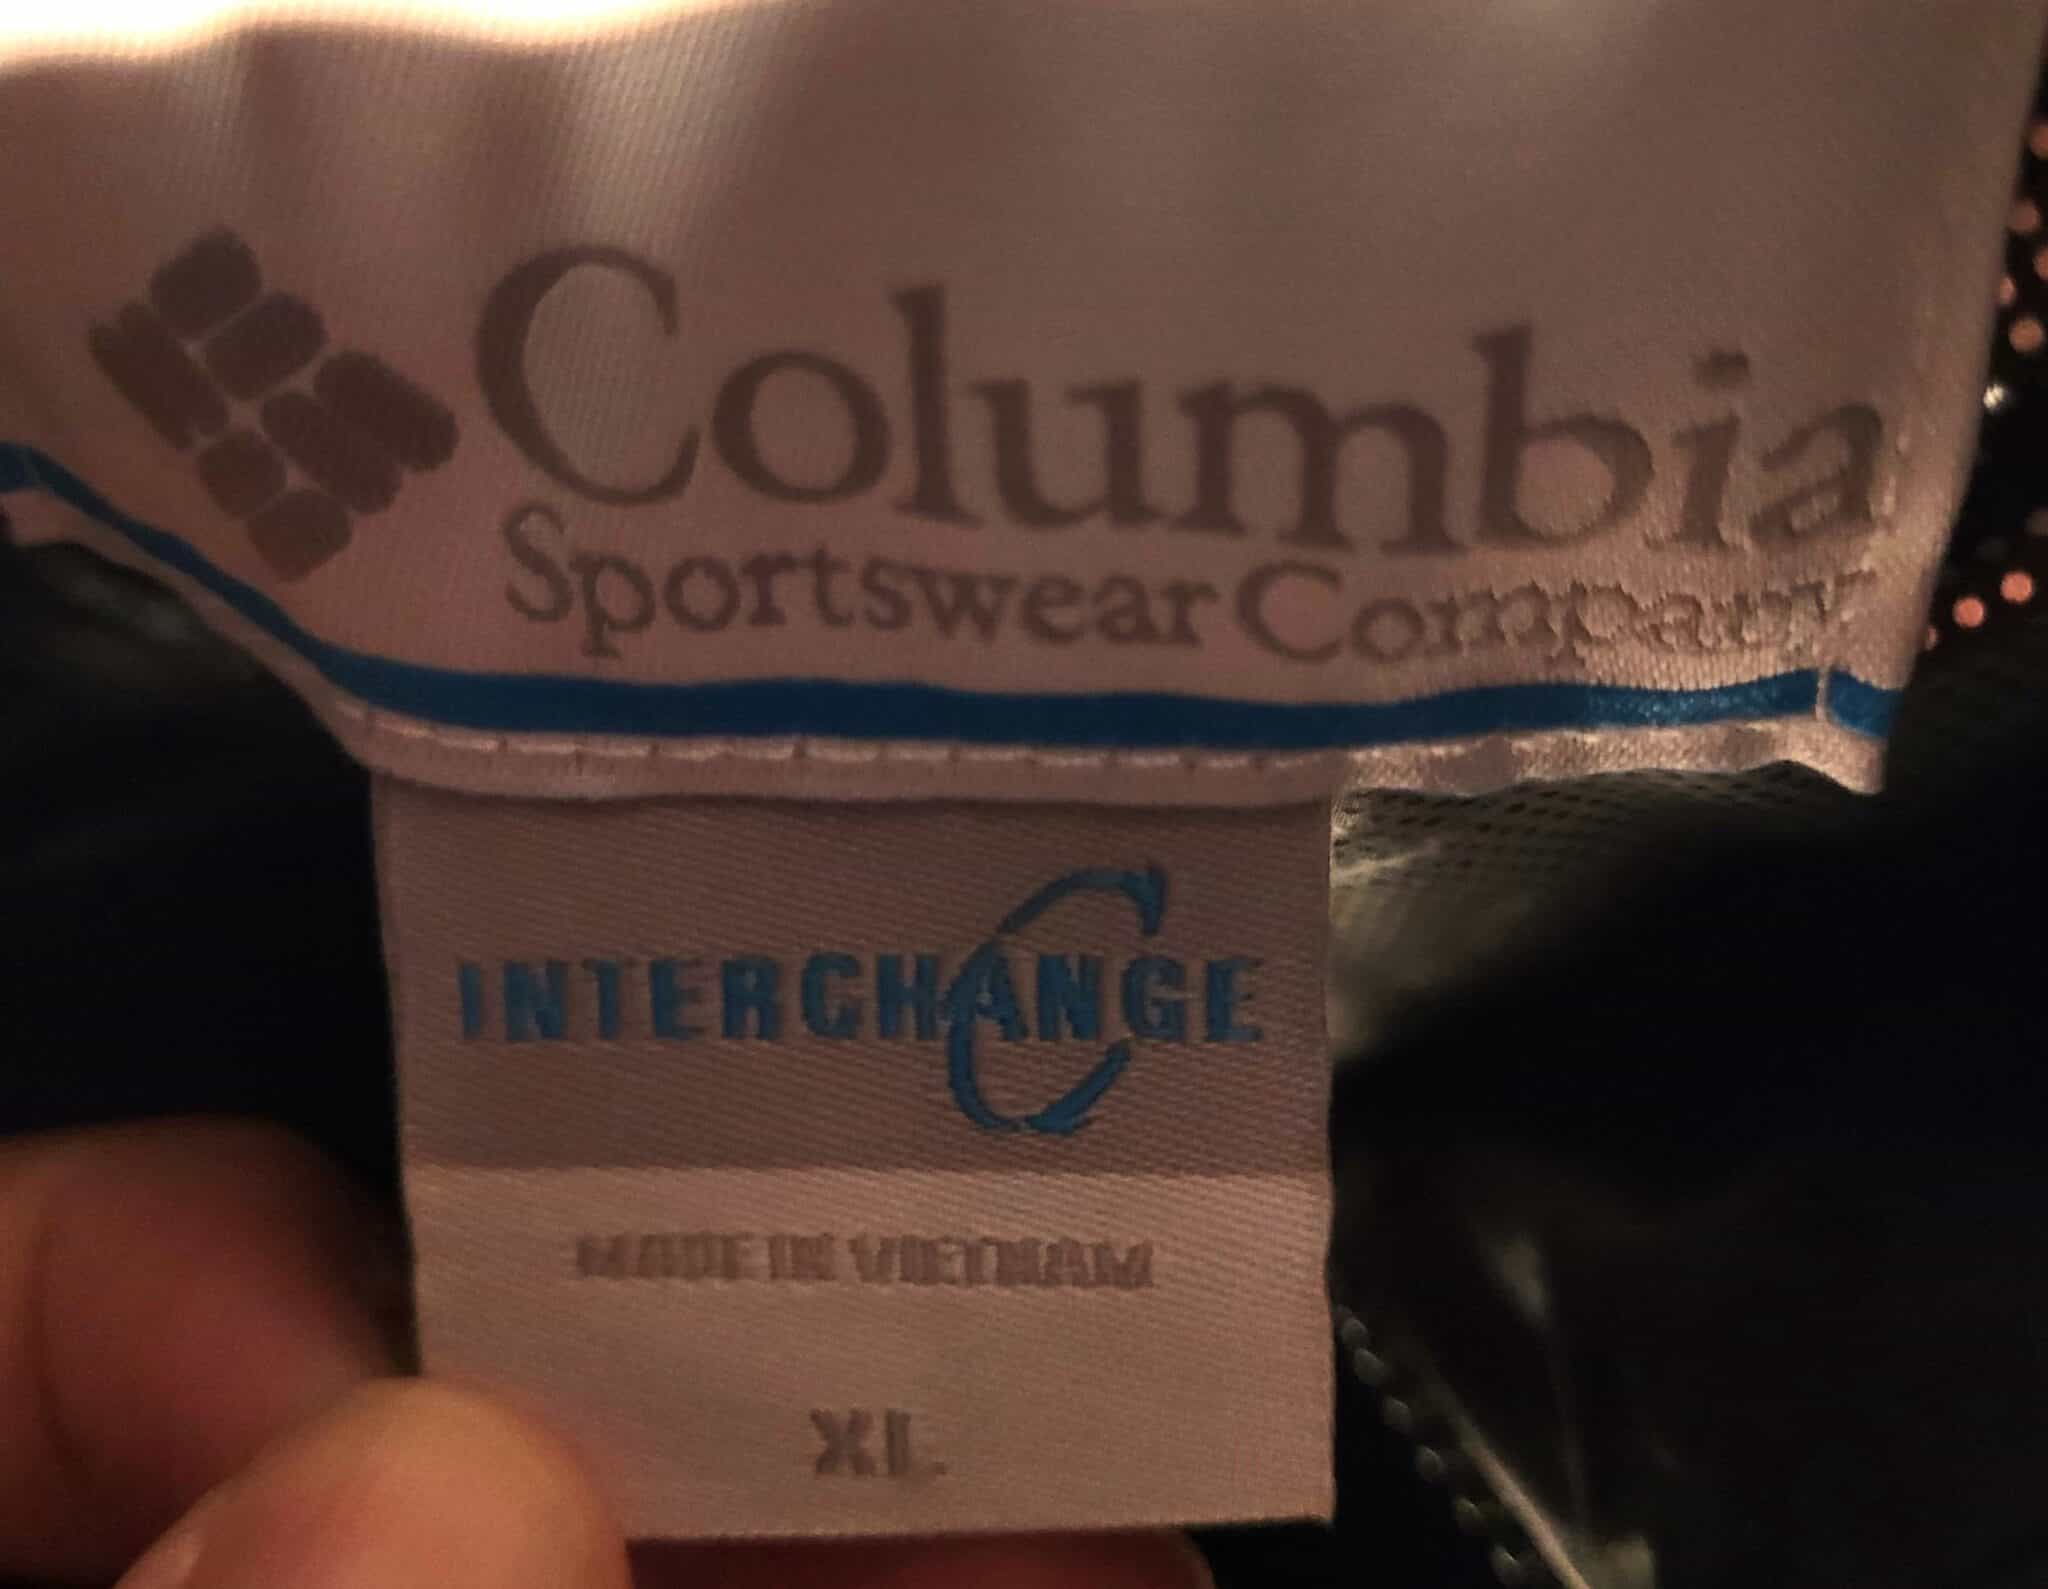 Columbia
Sportswear Company
INTERCHANGE
C
MADE IN VIETNAM
XL